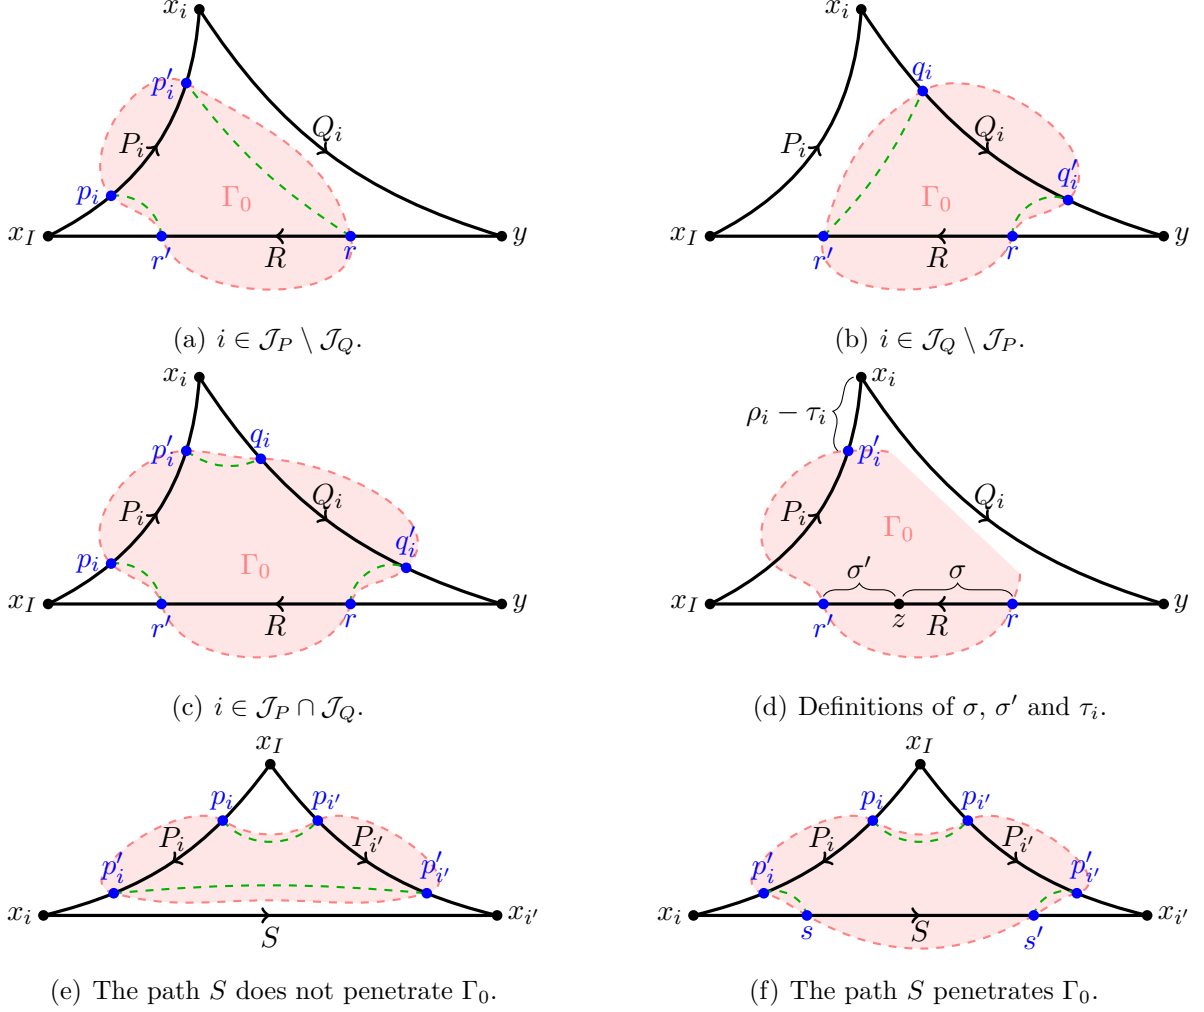 x_i
p'_i
P_i
Q_i
p_i
Γ_0
x_I
r'
R
r
y
(a) i ∈ 𝒥_P \ 𝒥_Q.
x_i
q_i
P_i
Q_i
q'_i
Γ_0
x_I
r'
R
r
y
(b) i ∈ 𝒥_Q \ 𝒥_P.
x_i
p'_i
q_i
P_i
Q_i
q'_i
p_i
Γ_0
x_I
r'
R
r
y
(c) i ∈ 𝒥_P ∩ 𝒥_Q.
x_i
ρ_i − τ_i
p'_i
P_i
Q_i
Γ_0
σ'
σ
x_I
r'
z
R
r
y
(d) Definitions of σ, σ' and τ_i.
x_I
p_i
p_{i'}
P_i
P_{i'}
p'_i
p'_{i'}
x_i
S
x_{i'}
(e) The path S does not penetrate Γ_0.
x_I
p_i
p_{i'}
P_i
P_{i'}
p'_i
p'_{i'}
x_i
s
S
s'
x_{i'}
(f) The path S penetrates Γ_0.